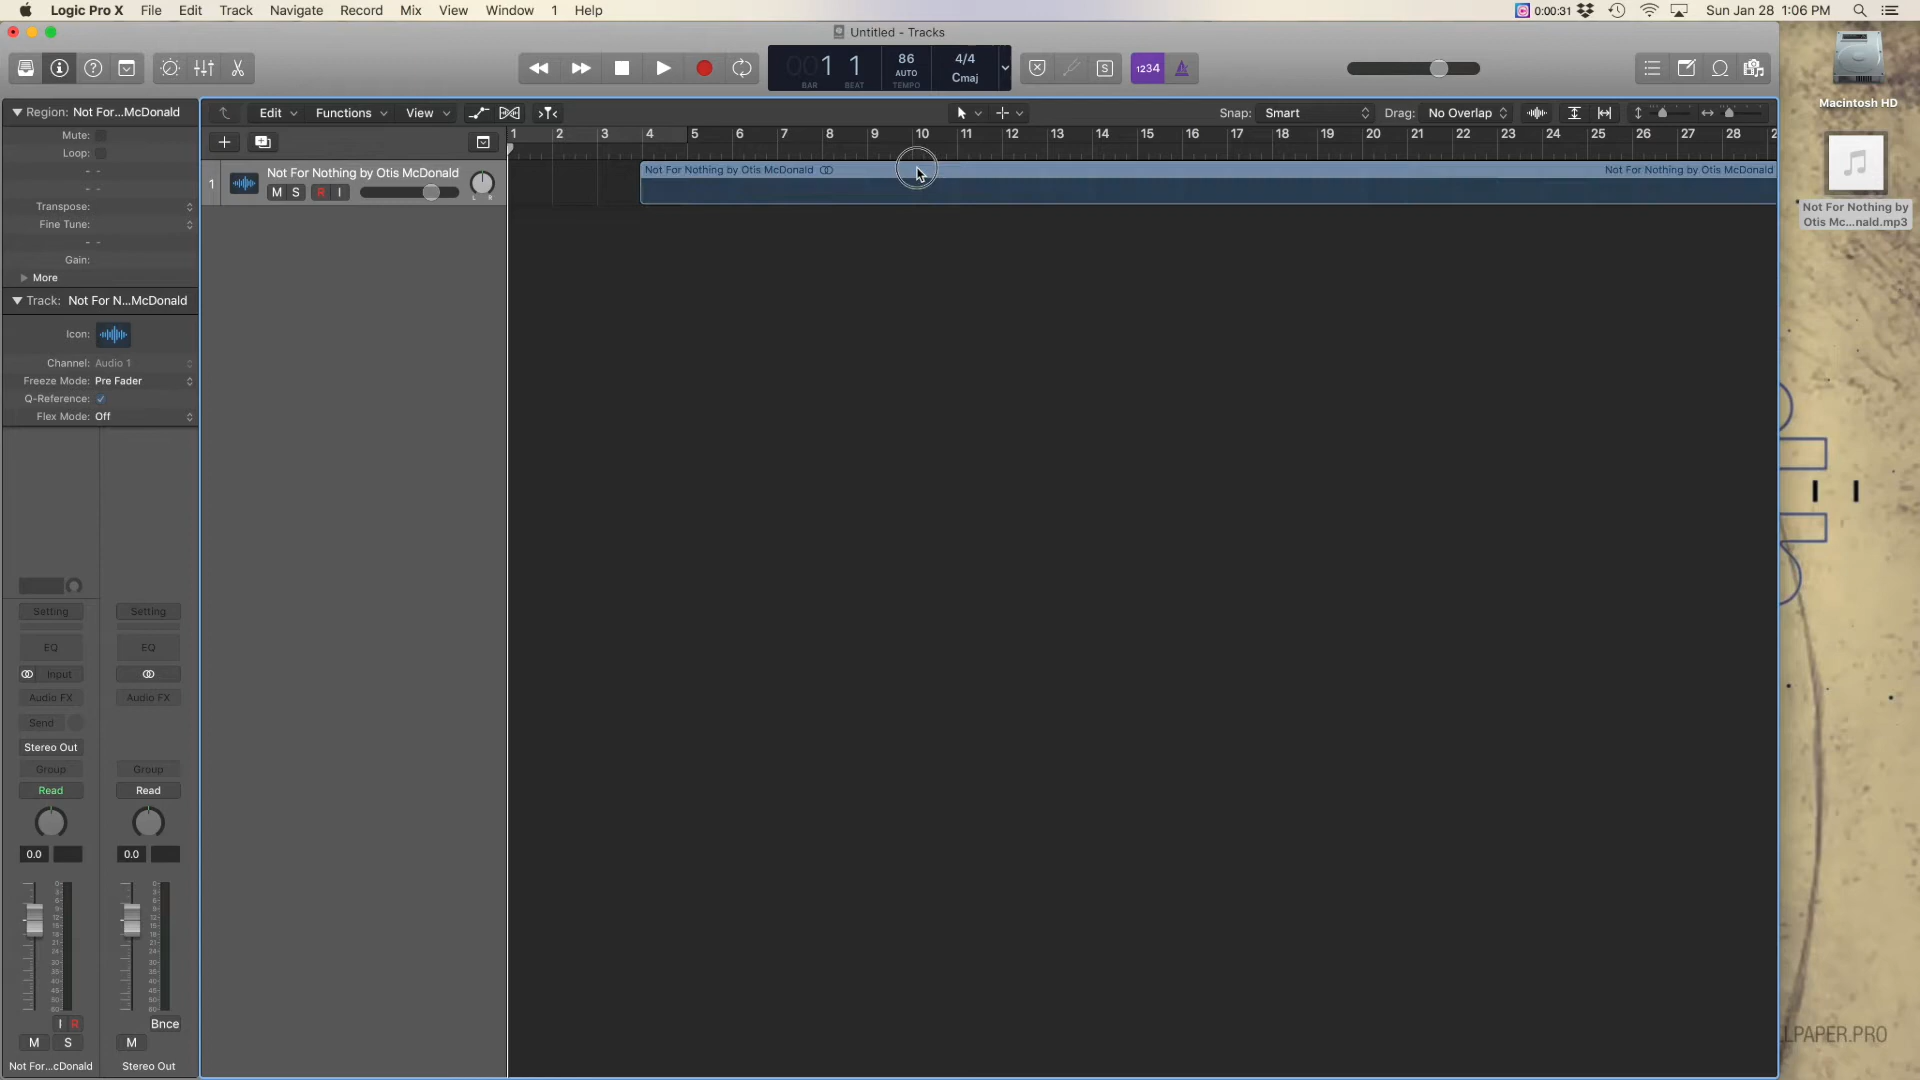 Logic Pro X File Edit Track Navigate Record Mix View Window 1 Help 0:00:31 Sun Jan 28 1:06 PM
Untitled - Tracks
001 1 86 4/4
AUTO Cmaj
BAR BEAT TEMPO
1234
S
Macintosh HD
Region: Not For...McDonald
Edit Functions View Snap: Smart Drag: No Overlap
Mute:
Loop:
1 2 3 4 5 6 7 8 9 10 11 12 13 14 15 16 17 18 19 20 21 22 23 24 25 26 27 28 2
1 Not For Nothing by Otis McDonald
M S R I
L R
Not For Nothing by Otis McDonald
Not For Nothing by Otis McDonald
Not For Nothing by
Otis Mc...nald.mp3
Transpose:
Fine Tune:
Gain:
More
Track: Not For N...McDonald
Icon:
Channel: Audio 1
Freeze Mode: Pre Fader
Q-Reference:
Flex Mode: Off
Setting Setting
EQ EQ
Input
Audio FX Audio FX
Send
Stereo Out
Group Group
Read Read
0.0 0.0
I R Bnce
M S M
Not For...cDonald Stereo Out
LPAPER.PRO